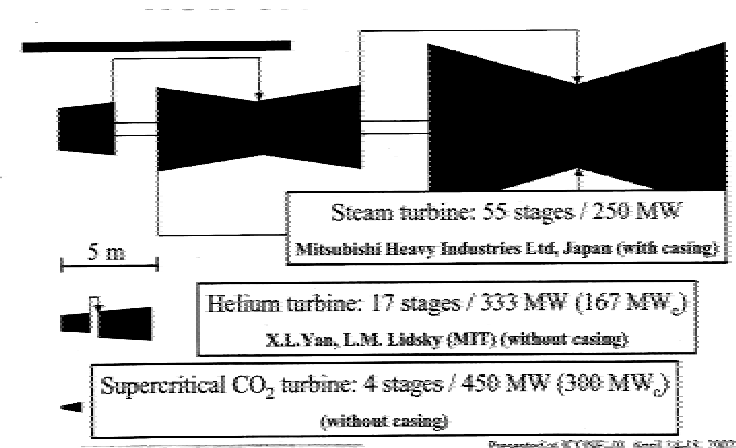 Steam turbine: 55 stages / 250 MW
Mitsubishi Heavy Industries Ltd, Japan (with casing)
5 m
Helium turbine: 17 stages / 333 MW (167 MWe)
X.L.Yan, L.M. Lidsky (MIT) (without casing)
Supercritical CO2 turbine: 4 stages / 450 MW (300 MWe)
(without casing)